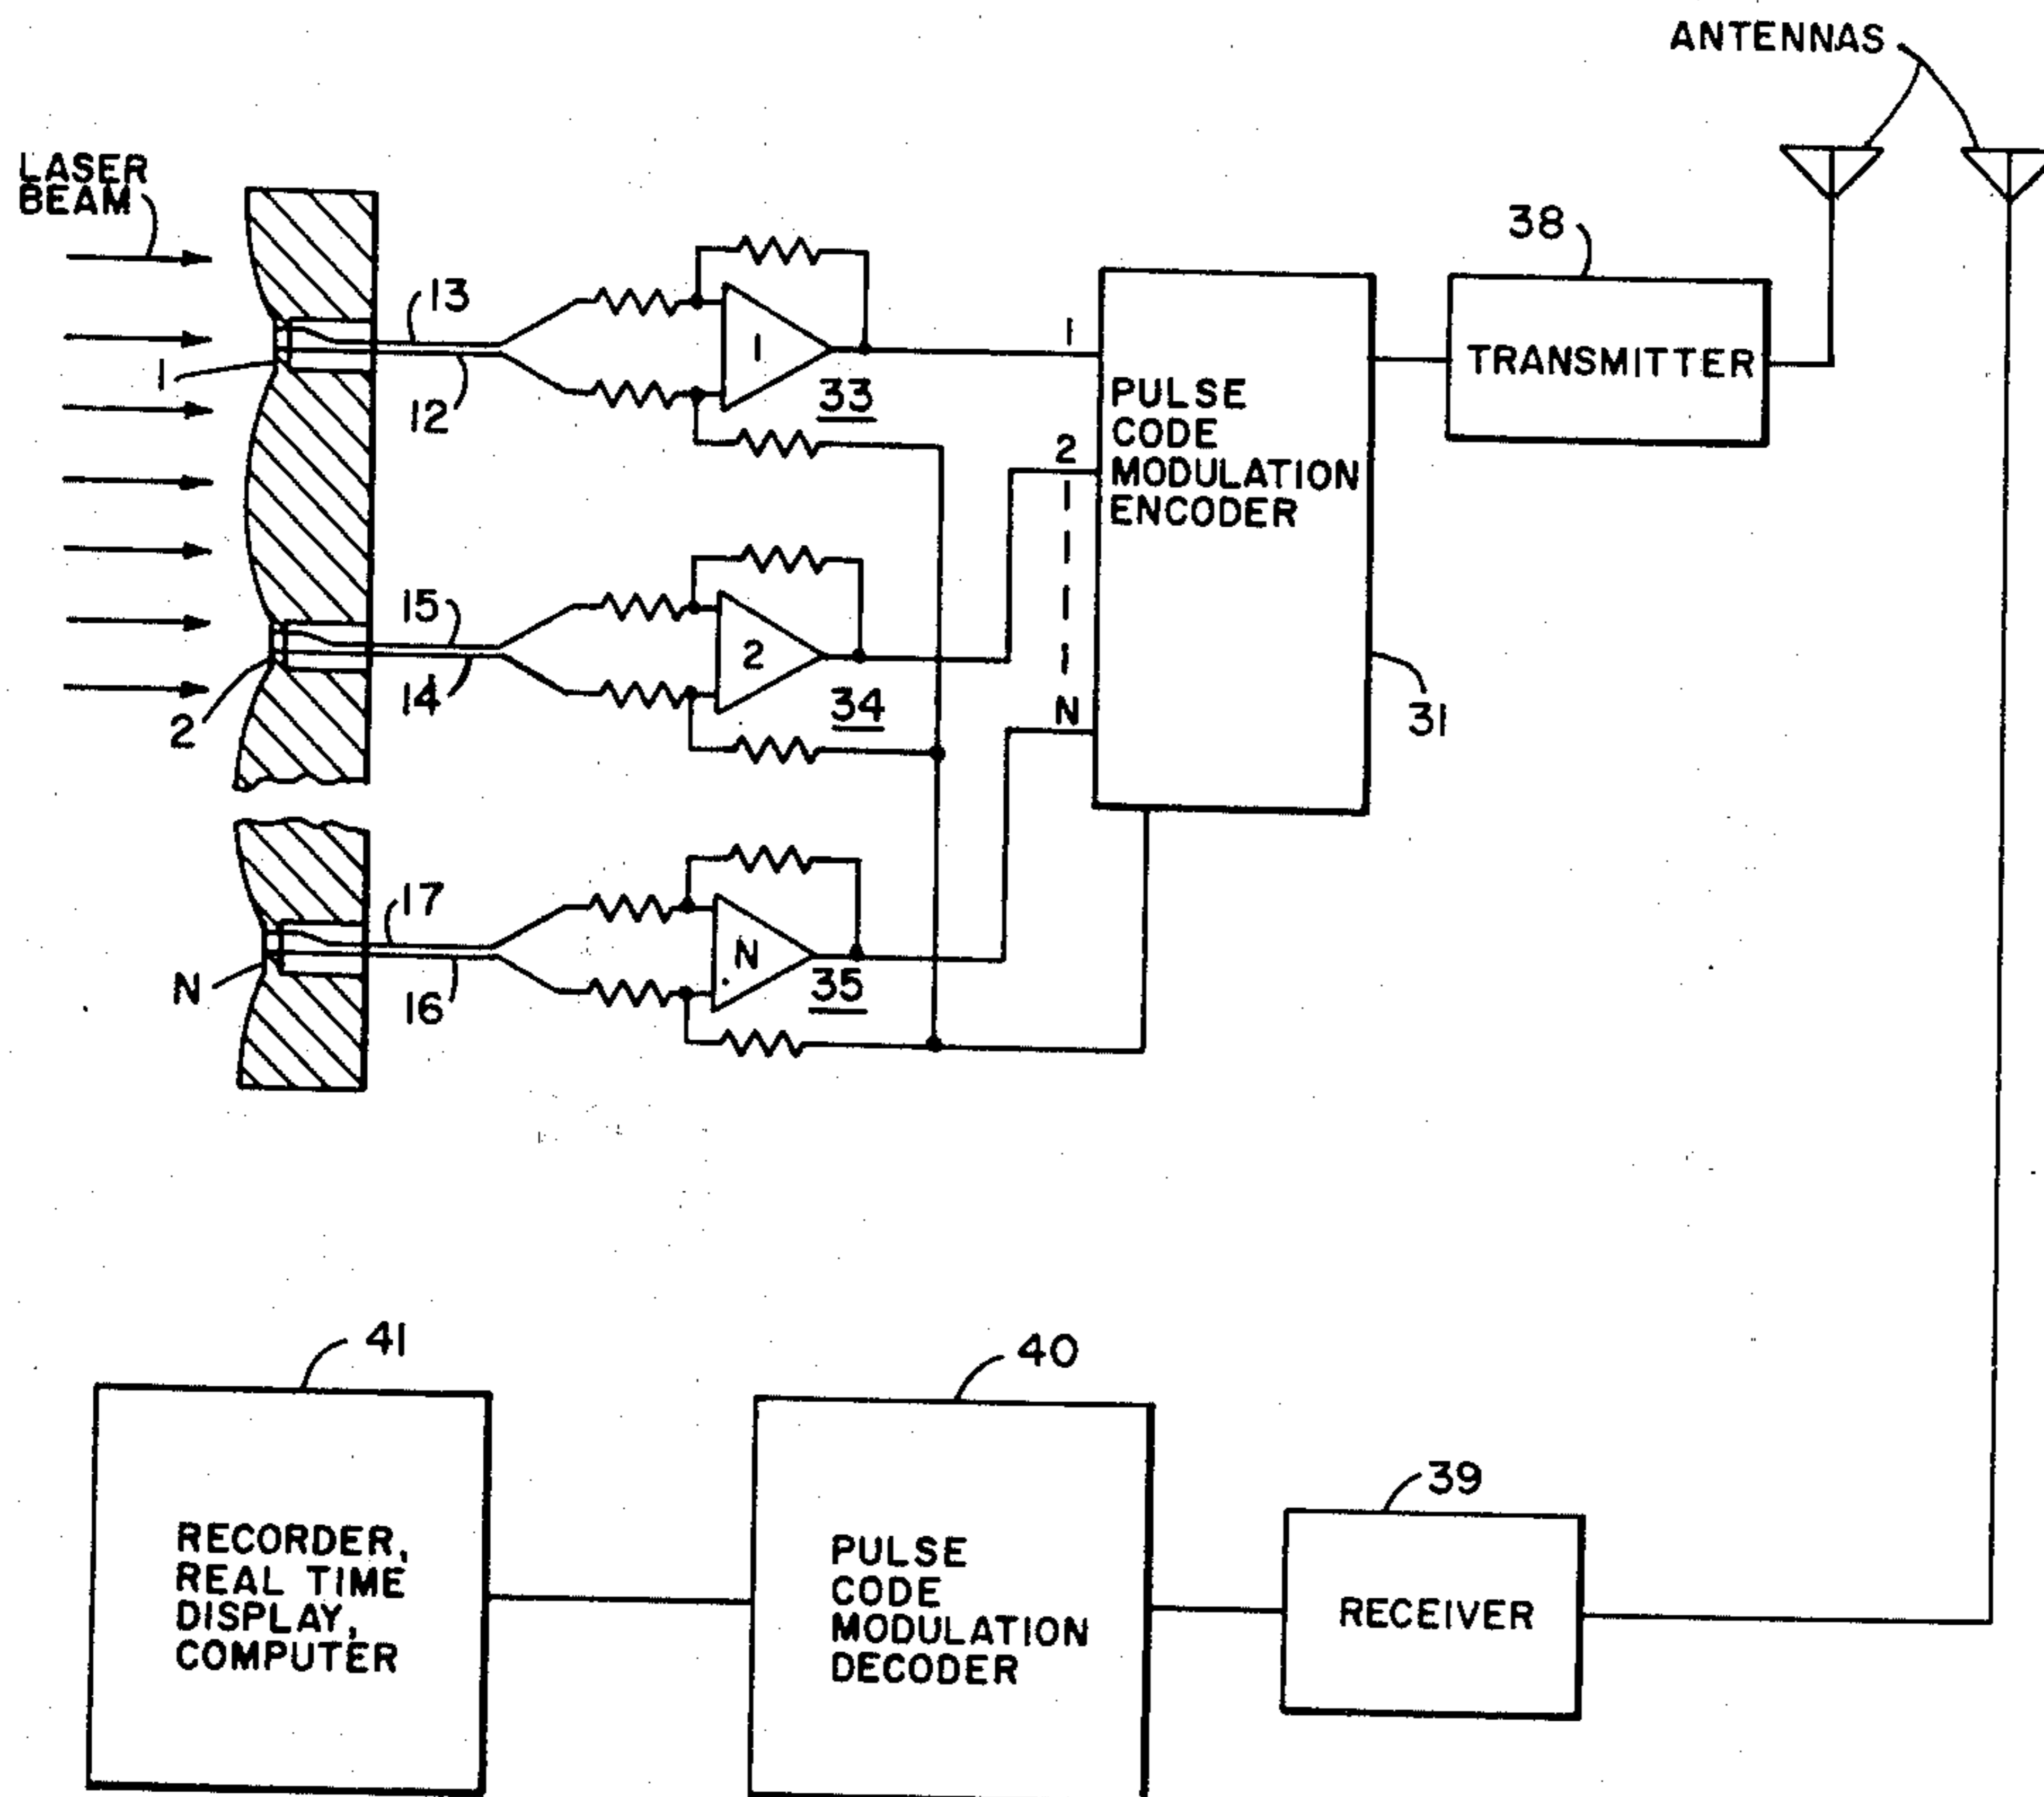 ANTENNAS
LASER
BEAM
38
13
1
12
1
33
1
PULSE
CODE
MODULATION
ENCODER
TRANSMITTER
2
15
14
2
2
34
N
31
17
16
N
N
35
41
40
39
RECORDER,
REAL TIME
DISPLAY,
COMPUTER
PULSE
CODE
MODULATION
DECODER
RECEIVER